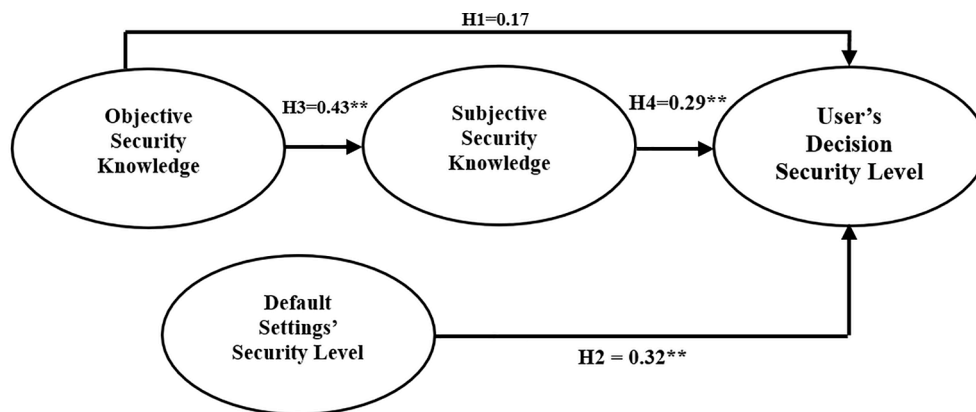 H1=0.17
Objective
Security
Knowledge
H3=0.43**
Subjective
Security
Knowledge
H4=0.29**
User's
Decision
Security Level
Default
Settings'
Security Level
H2 = 0.32**